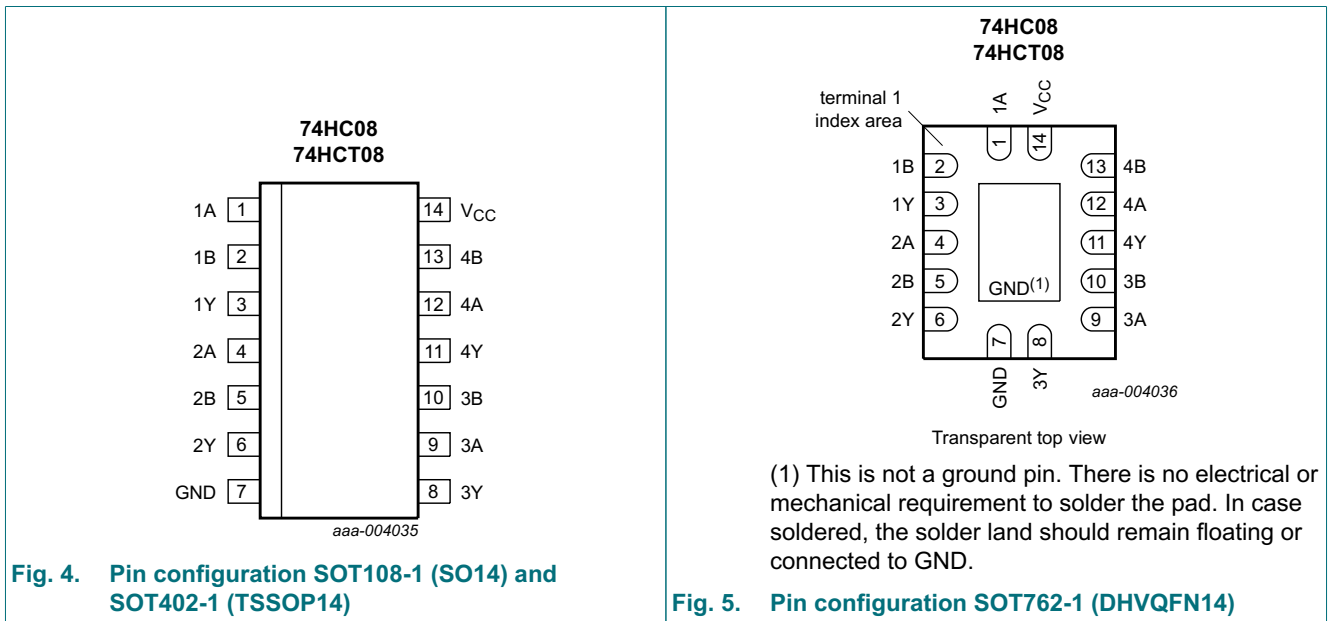 74HC08
74HCT08
1A 1
1B 2
1Y 3
2A 4
2B 5
2Y 6
GND 7
14 VCC
13 4B
12 4A
11 4Y
10 3B
9 3A
8 3Y
aaa-004035
Fig. 4. Pin configuration SOT108-1 (SO14) and
SOT402-1 (TSSOP14)
74HC08
74HCT08
terminal 1
index area
1A
VCC
1
14
1B 2
1Y 3
2A 4
2B 5
2Y 6
13 4B
12 4A
11 4Y
10 3B
9 3A
GND(1)
7
8
GND
3Y
aaa-004036
Transparent top view
(1) This is not a ground pin. There is no electrical or
mechanical requirement to solder the pad. In case
soldered, the solder land should remain floating or
connected to GND.
Fig. 5. Pin configuration SOT762-1 (DHVQFN14)